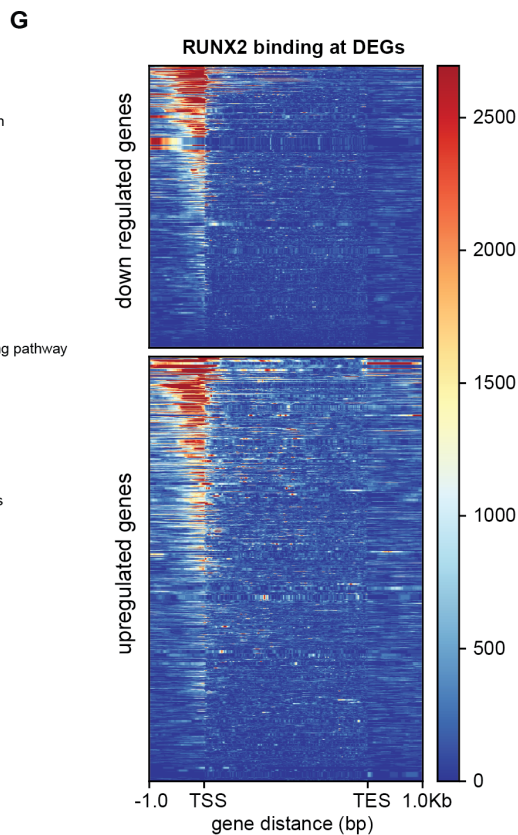 G
RUNX2 binding at DEGs
down regulated genes
upregulated genes
2500
2000
1500
1000
500
0
-1.0 TSS TES 1.0Kb
gene distance (bp)
n
ng pathway
s